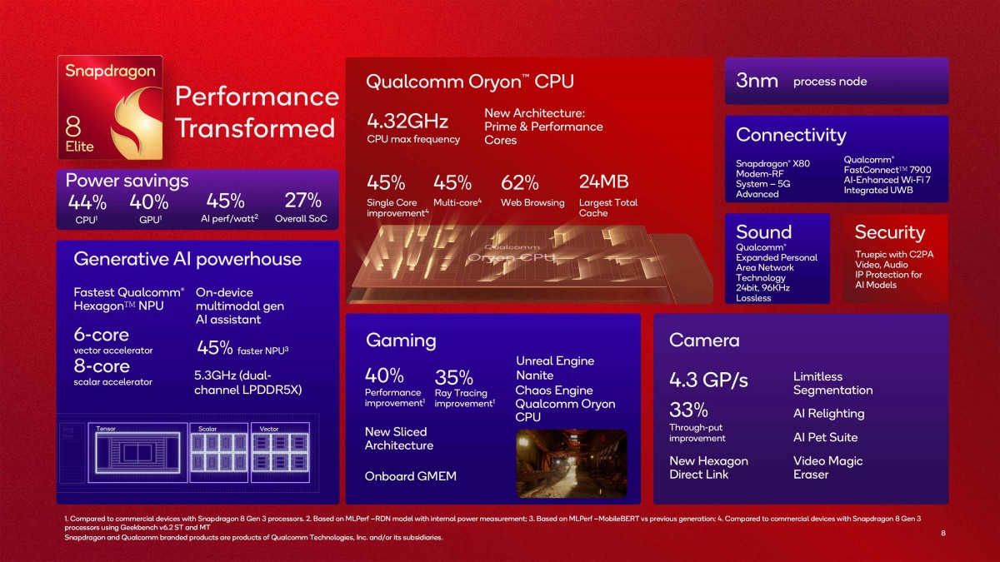 Snapdragon
8
Elite
Performance
Transformed
Power savings
44%
CPU¹
40%
GPU¹
45%
AI perf/watt²
27%
Overall SoC
Generative AI powerhouse
Fastest Qualcomm®
Hexagon™ NPU
6-core
vector accelerator
8-core
scalar accelerator
On-device
multimodal gen
AI assistant
45% faster NPU³
5.3GHz (dual-
channel LPDDR5X)
Tensor
Scalar
Vector
Qualcomm Oryon™ CPU
4.32GHz
CPU max frequency
New Architecture:
Prime & Performance
Cores
45%
Single Core
improvement⁴
45%
Multi-core⁴
62%
Web Browsing
24MB
Largest Total
Cache
Qualcomm
Oryon CPU
3nm process node
Connectivity
Snapdragon® X80
Modem-RF
System – 5G
Advanced
Qualcomm®
FastConnect™ 7900
AI-Enhanced Wi-Fi 7
Integrated UWB
Sound
Qualcomm®
Expanded Personal
Area Network
Technology
24bit, 96KHz
Lossless
Security
Truepic with C2PA
Video, Audio
IP Protection for
AI Models
Gaming
40%
Performance
improvement¹
35%
Ray Tracing
improvement¹
New Sliced
Architecture
Onboard GMEM
Unreal Engine
Nanite
Chaos Engine
Qualcomm Oryon
CPU
Camera
4.3 GP/s
33%
Through-put
improvement
New Hexagon
Direct Link
Limitless
Segmentation
AI Relighting
AI Pet Suite
Video Magic
Eraser
1. Compared to commercial devices with Snapdragon 8 Gen 3 processors. 2. Based on MLPerf –RDN model with internal power measurement; 3. Based on MLPerf –MobileBERT vs previous generation; 4. Compared to commercial devices with Snapdragon 8 Gen 3
processors using Geekbench v6.2 ST and MT
Snapdragon and Qualcomm branded products are products of Qualcomm Technologies, Inc. and/or its subsidiaries.
8